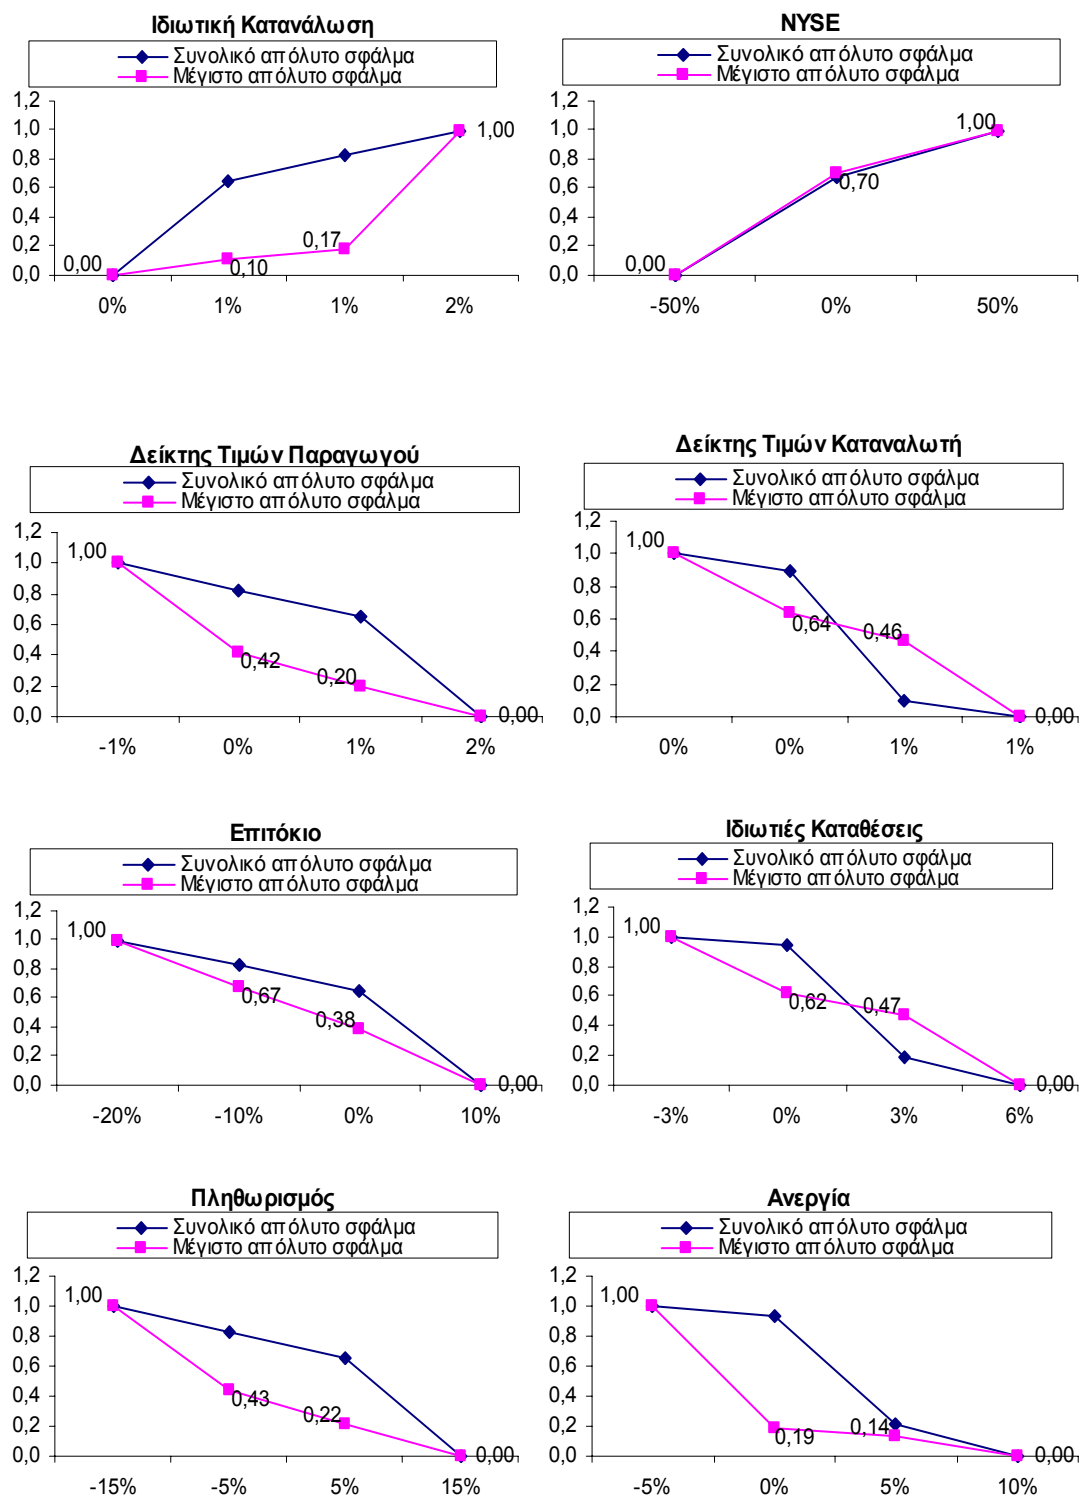 Ιδιωτική Κατανάλωση
Συνολικό απόλυτο σφάλμα
Μέγιστο απόλυτο σφάλμα
1,2
1,0
0,8
0,6
0,4
0,2
0,0
0,00
0,10
0,17
1,00
0% 1% 1% 2%
NYSE
Συνολικό απόλυτο σφάλμα
Μέγιστο απόλυτο σφάλμα
1,2
1,0
0,8
0,6
0,4
0,2
0,0
0,00
0,70
1,00
-50% 0% 50%
Δείκτης Τιμών Παραγωγού
Συνολικό απόλυτο σφάλμα
Μέγιστο απόλυτο σφάλμα
1,2
1,0
0,8
0,6
0,4
0,2
0,0
1,00
0,42
0,20
0,00
-1% 0% 1% 2%
Δείκτης Τιμών Καταναλωτή
Συνολικό απόλυτο σφάλμα
Μέγιστο απόλυτο σφάλμα
1,2
1,0
0,8
0,6
0,4
0,2
0,0
1,00
0,64
0,46
0,00
0% 0% 1% 1%
Επιτόκιο
Συνολικό απόλυτο σφάλμα
Μέγιστο απόλυτο σφάλμα
1,2
1,0
0,8
0,6
0,4
0,2
0,0
1,00
0,67
0,38
0,00
-20% -10% 0% 10%
Ιδιωτιές Καταθέσεις
Συνολικό απόλυτο σφάλμα
Μέγιστο απόλυτο σφάλμα
1,2
1,0
0,8
0,6
0,4
0,2
0,0
1,00
0,62
0,47
0,00
-3% 0% 3% 6%
Πληθωρισμός
Συνολικό απόλυτο σφάλμα
Μέγιστο απόλυτο σφάλμα
1,2
1,0
0,8
0,6
0,4
0,2
0,0
1,00
0,43
0,22
0,00
-15% -5% 5% 15%
Ανεργία
Συνολικό απόλυτο σφάλμα
Μέγιστο απόλυτο σφάλμα
1,2
1,0
0,8
0,6
0,4
0,2
0,0
1,00
0,19
0,14
0,00
-5% 0% 5% 10%